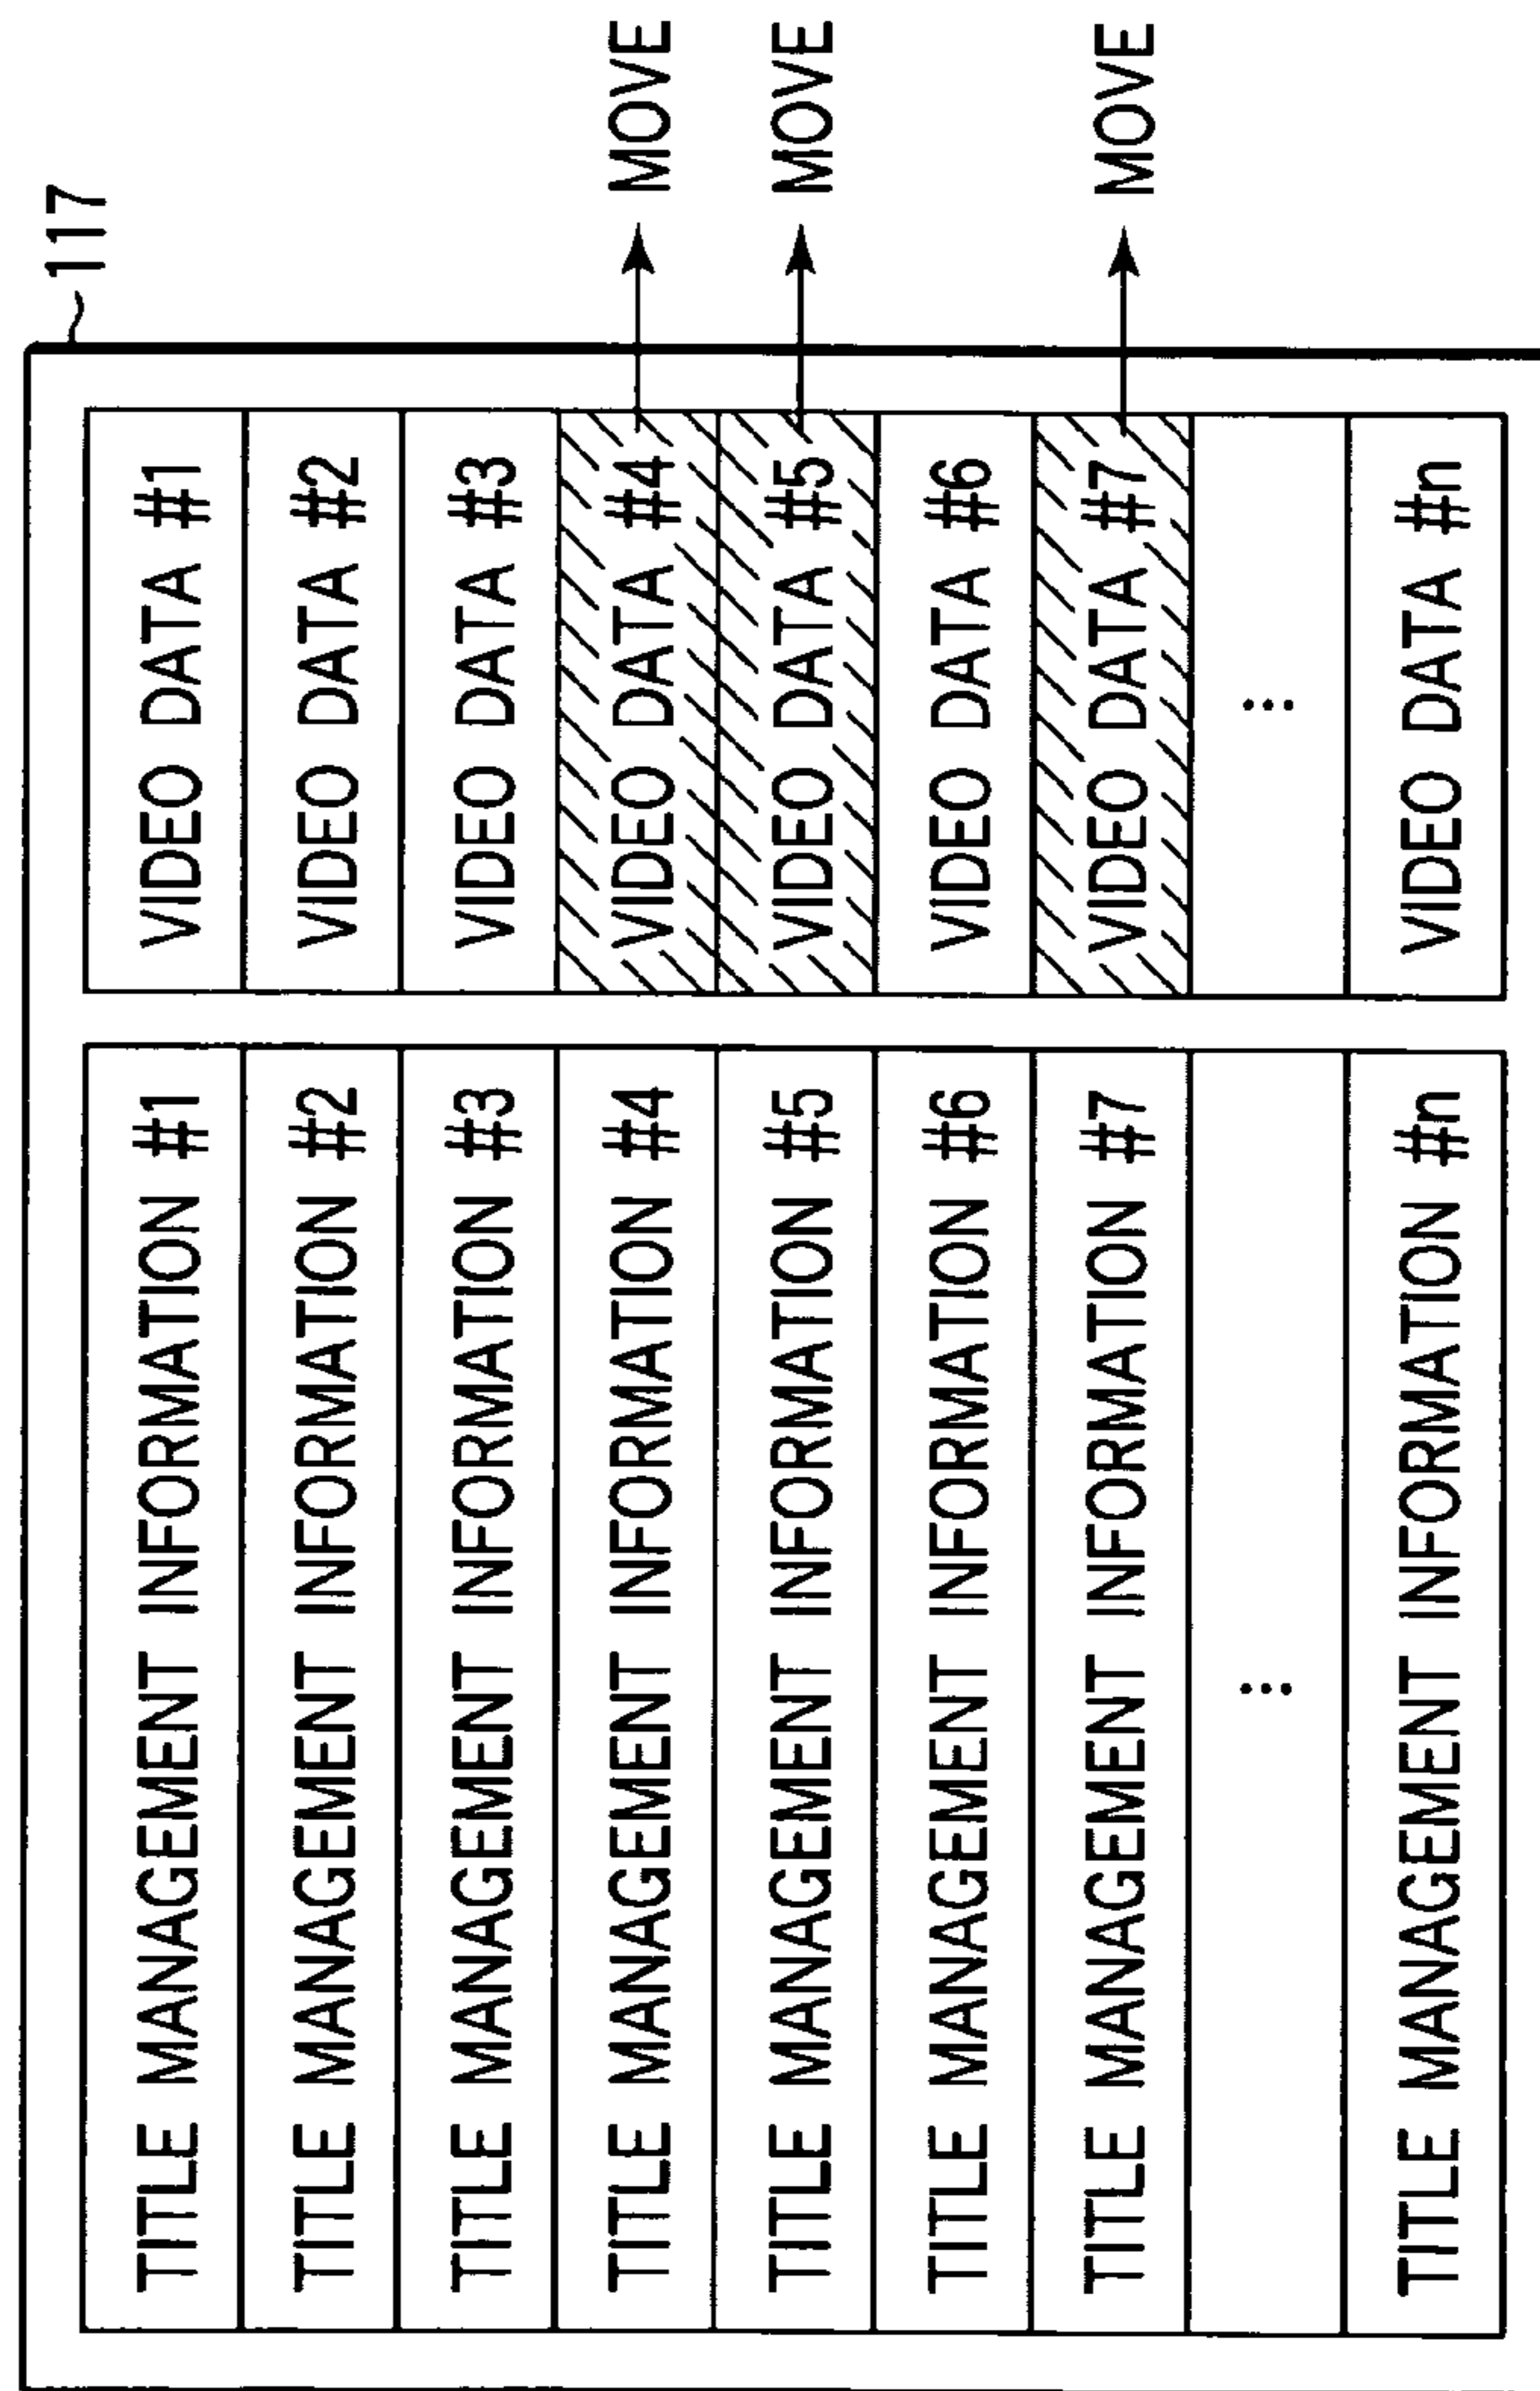 117
TITLE MANAGEMENT INFORMATION #1 VIDEO DATA #1
TITLE MANAGEMENT INFORMATION #2 VIDEO DATA #2
TITLE MANAGEMENT INFORMATION #3 VIDEO DATA #3
TITLE MANAGEMENT INFORMATION #4 VIDEO DATA #4 MOVE
TITLE MANAGEMENT INFORMATION #5 VIDEO DATA #5 MOVE
TITLE MANAGEMENT INFORMATION #6 VIDEO DATA #6
TITLE MANAGEMENT INFORMATION #7 VIDEO DATA #7 MOVE
... ...
TITLE MANAGEMENT INFORMATION #n VIDEO DATA #n